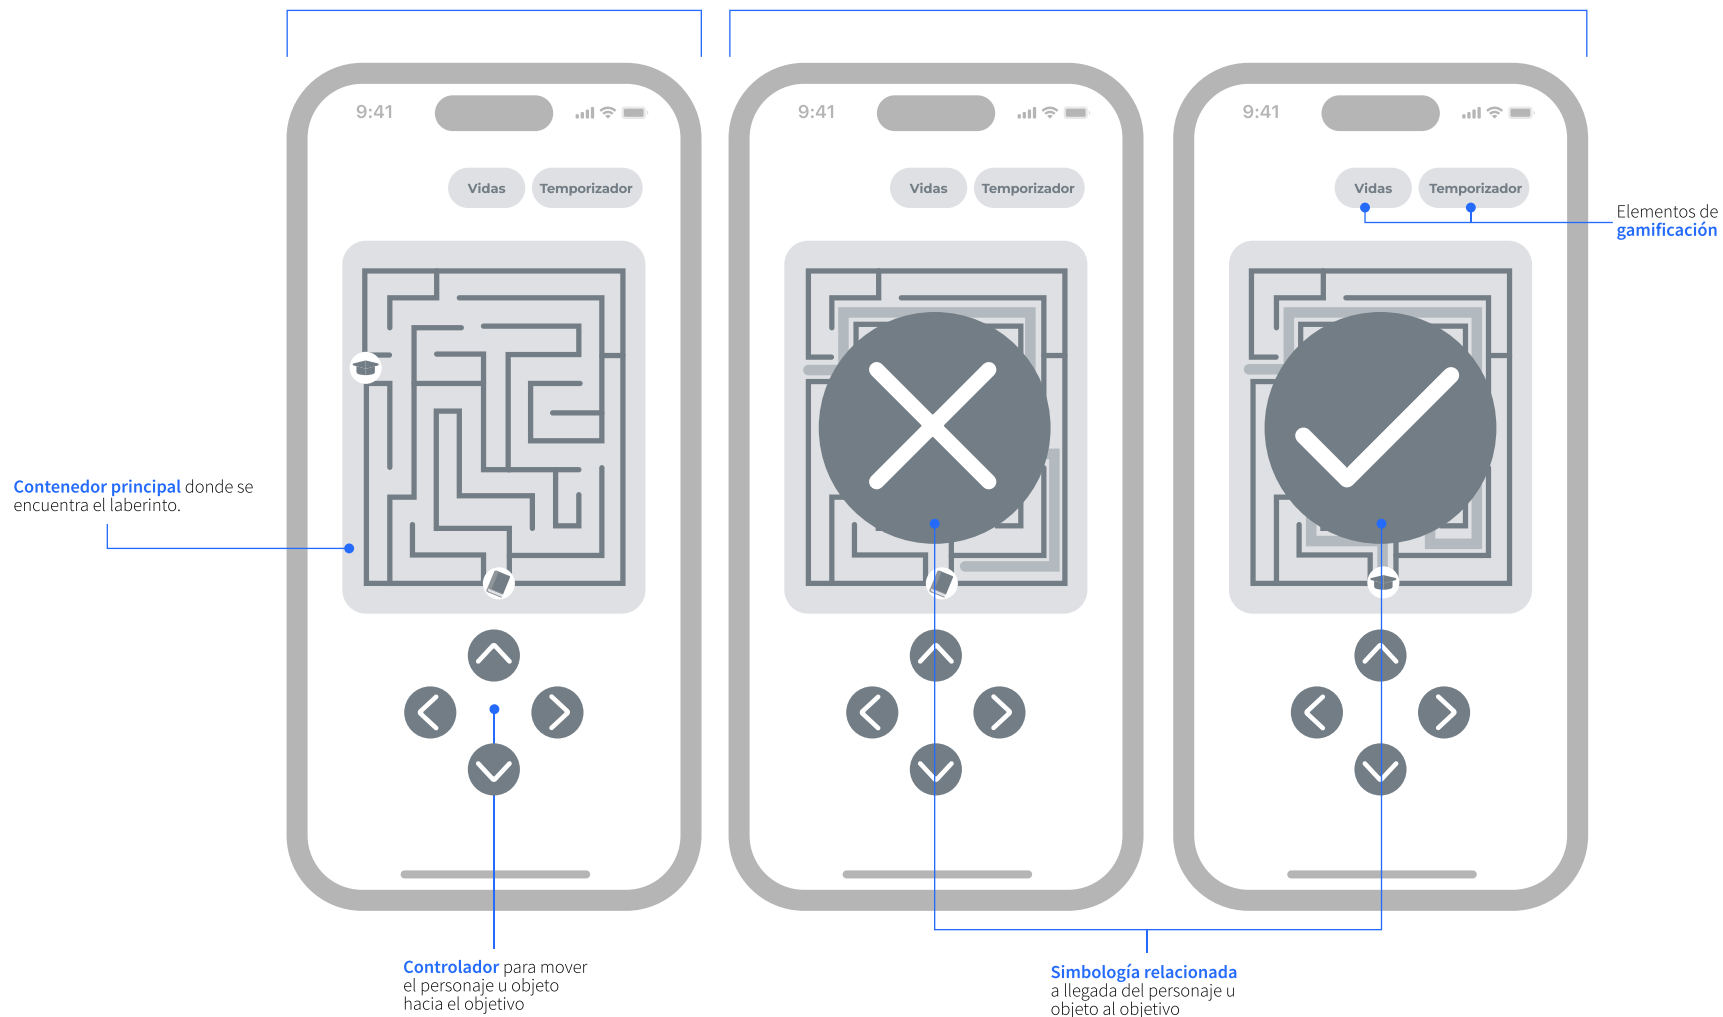 9:41
9:41
9:41
Vidas
Temporizador
Vidas
Temporizador
Vidas
Temporizador
Elementos de
gamificación
Contenedor principal donde se
encuentra el laberinto.
Controlador para mover
el personaje u objeto
hacia el objetivo
Simbología relacionada
a llegada del personaje u
objeto al objetivo